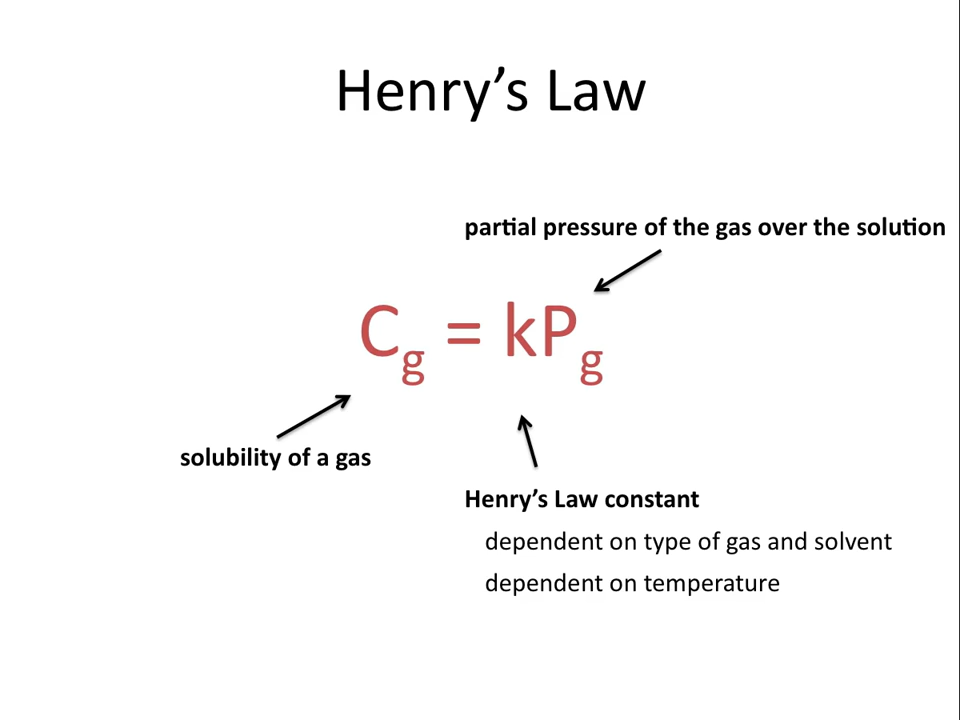 Henry’s Law
partial pressure of the gas over the solution
Cg = kPg
solubility of a gas
Henry’s Law constant
dependent on type of gas and solvent
dependent on temperature